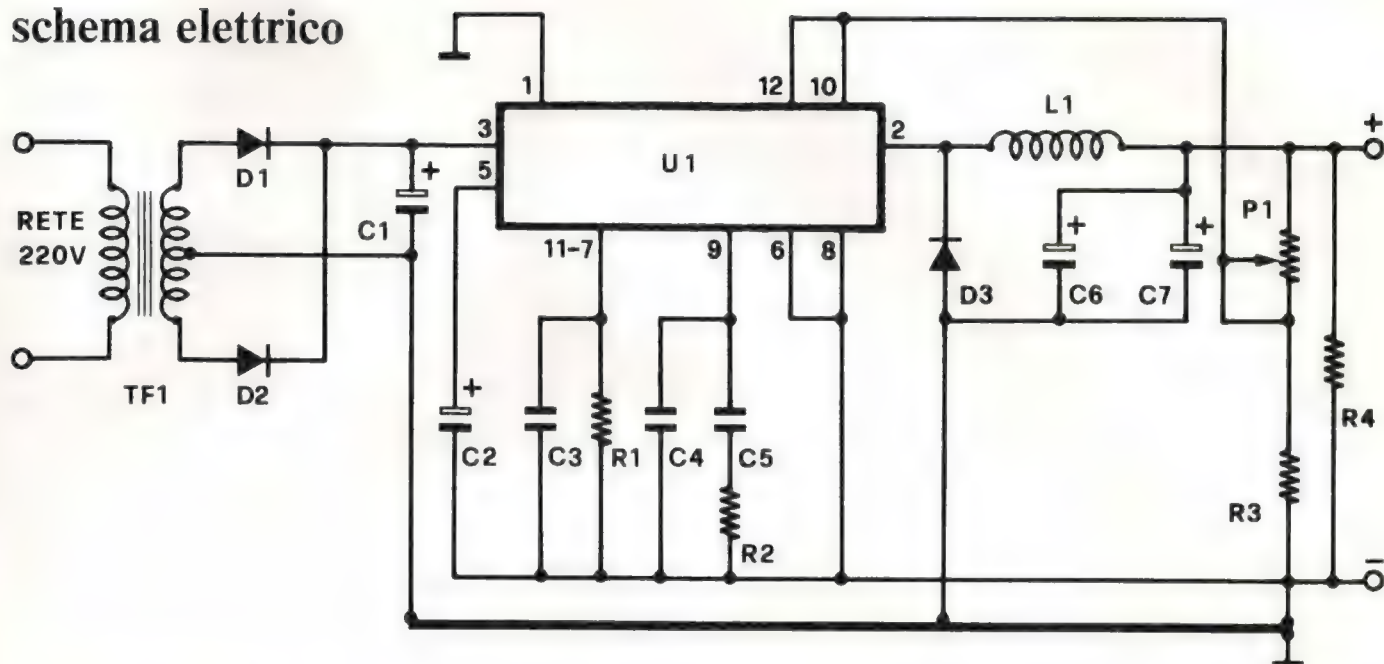 schema elettrico
1
12
10
L1
+
3
2
D1
+
5
U1
P1
RETE
220V
C1
11-7
9
6
8
+
+
D3
C6
C7
TF1
D2
+
R4
C2
C3
R1
C4
C5
R3
R2
–